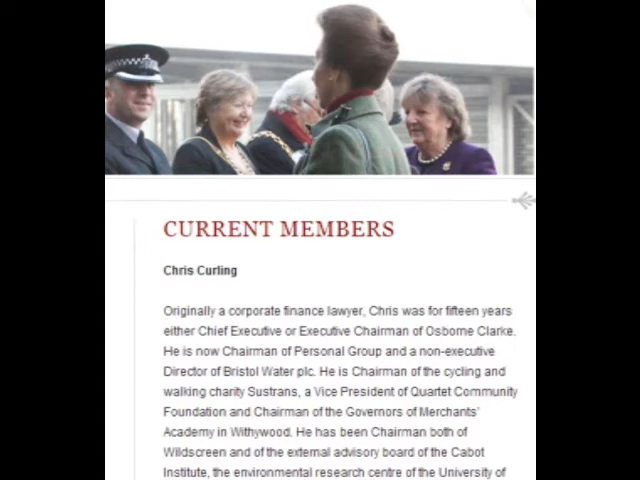 CURRENT MEMBERS
Chris Curling
Originally a corporate finance lawyer, Chris was for fifteen years
either Chief Executive or Executive Chairman of Osborne Clarke.
He is now Chairman of Personal Group and a non-executive
Director of Bristol Water plc. He is Chairman of the cycling and
walking charity Sustrans, a Vice President of Quartet Community
Foundation and Chairman of the Governors of Merchants'
Academy in Withywood. He has been Chairman both of
Wildscreen and of the external advisory board of the Cabot
Institute, the environmental research centre of the University of